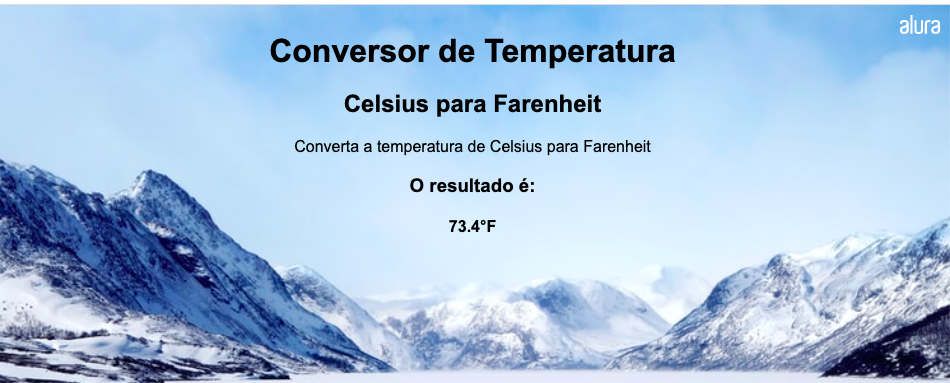 alura
Conversor de Temperatura
Celsius para Farenheit
Converta a temperatura de Celsius para Farenheit
O resultado é:
73.4°F